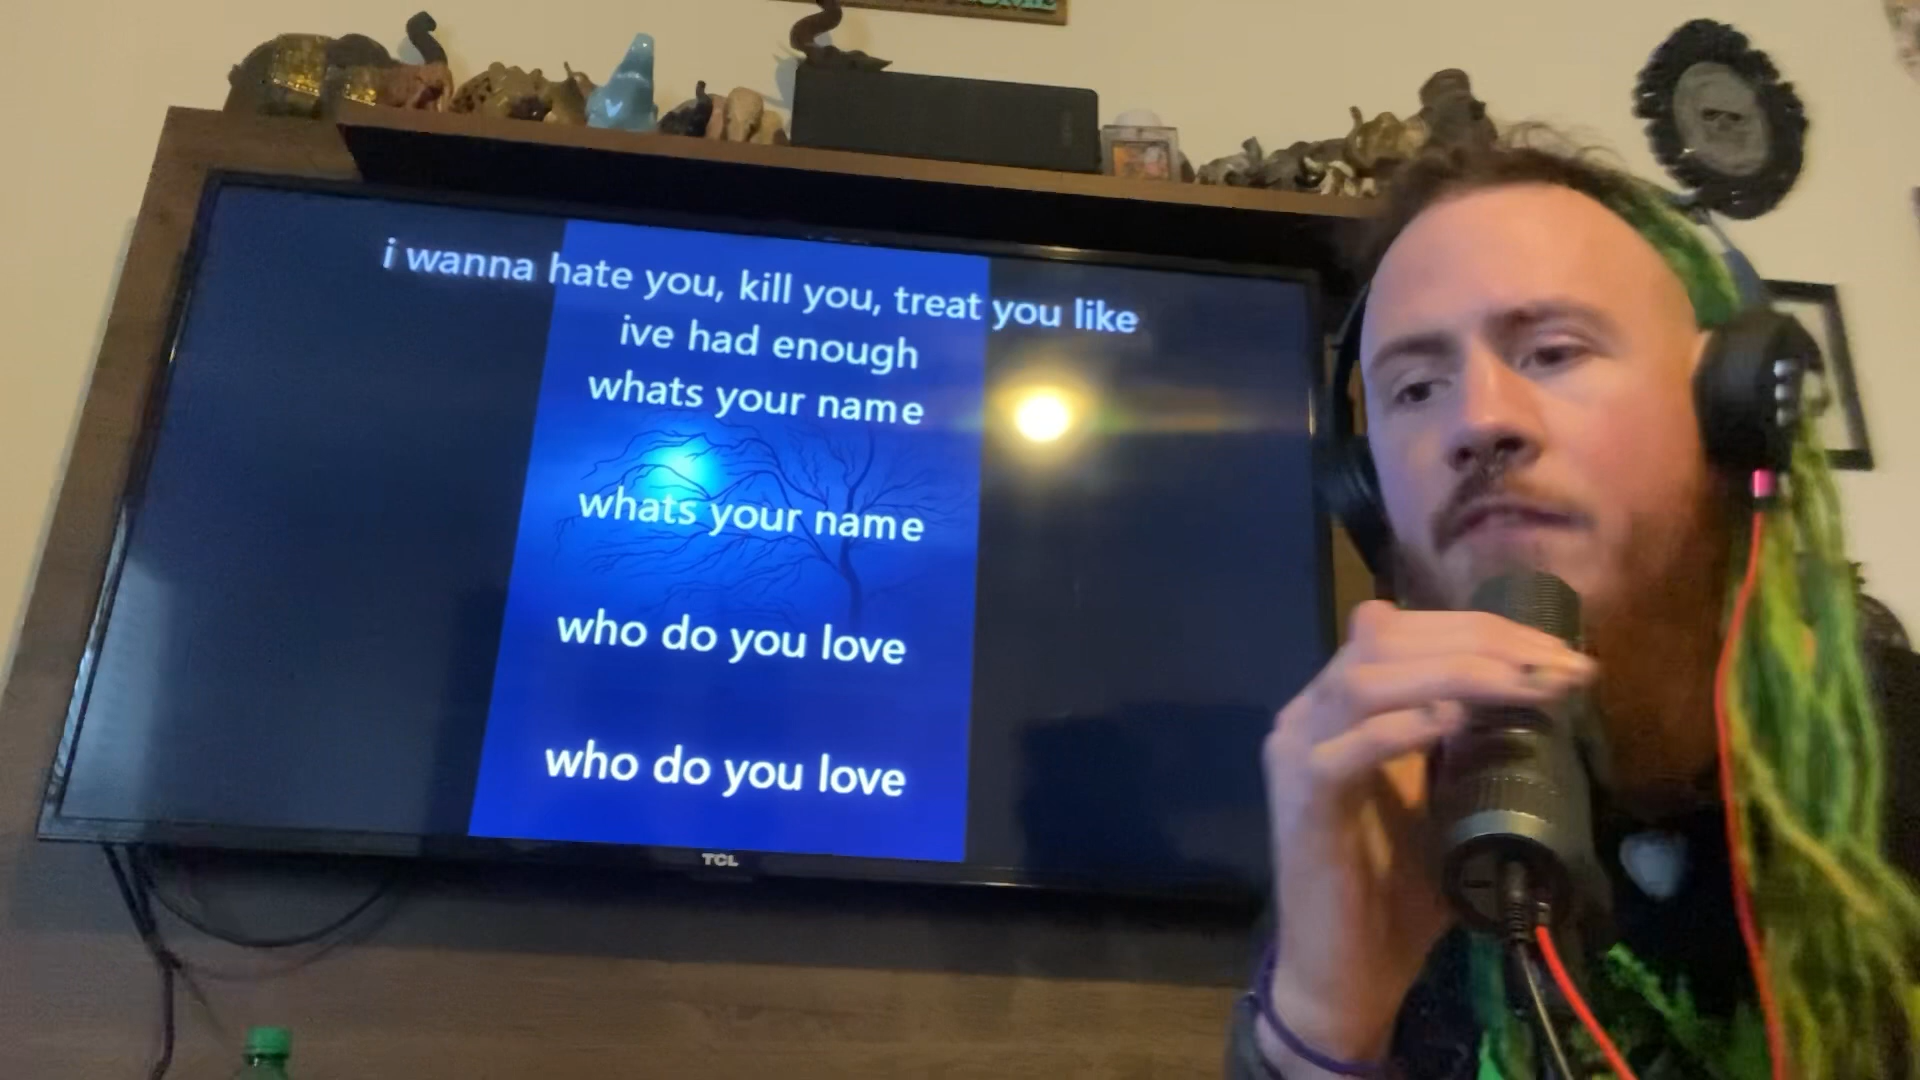 i wanna hate you, kill you, treat you like
ive had enough
whats your name
whats your name
who do you love
who do you love
TCL